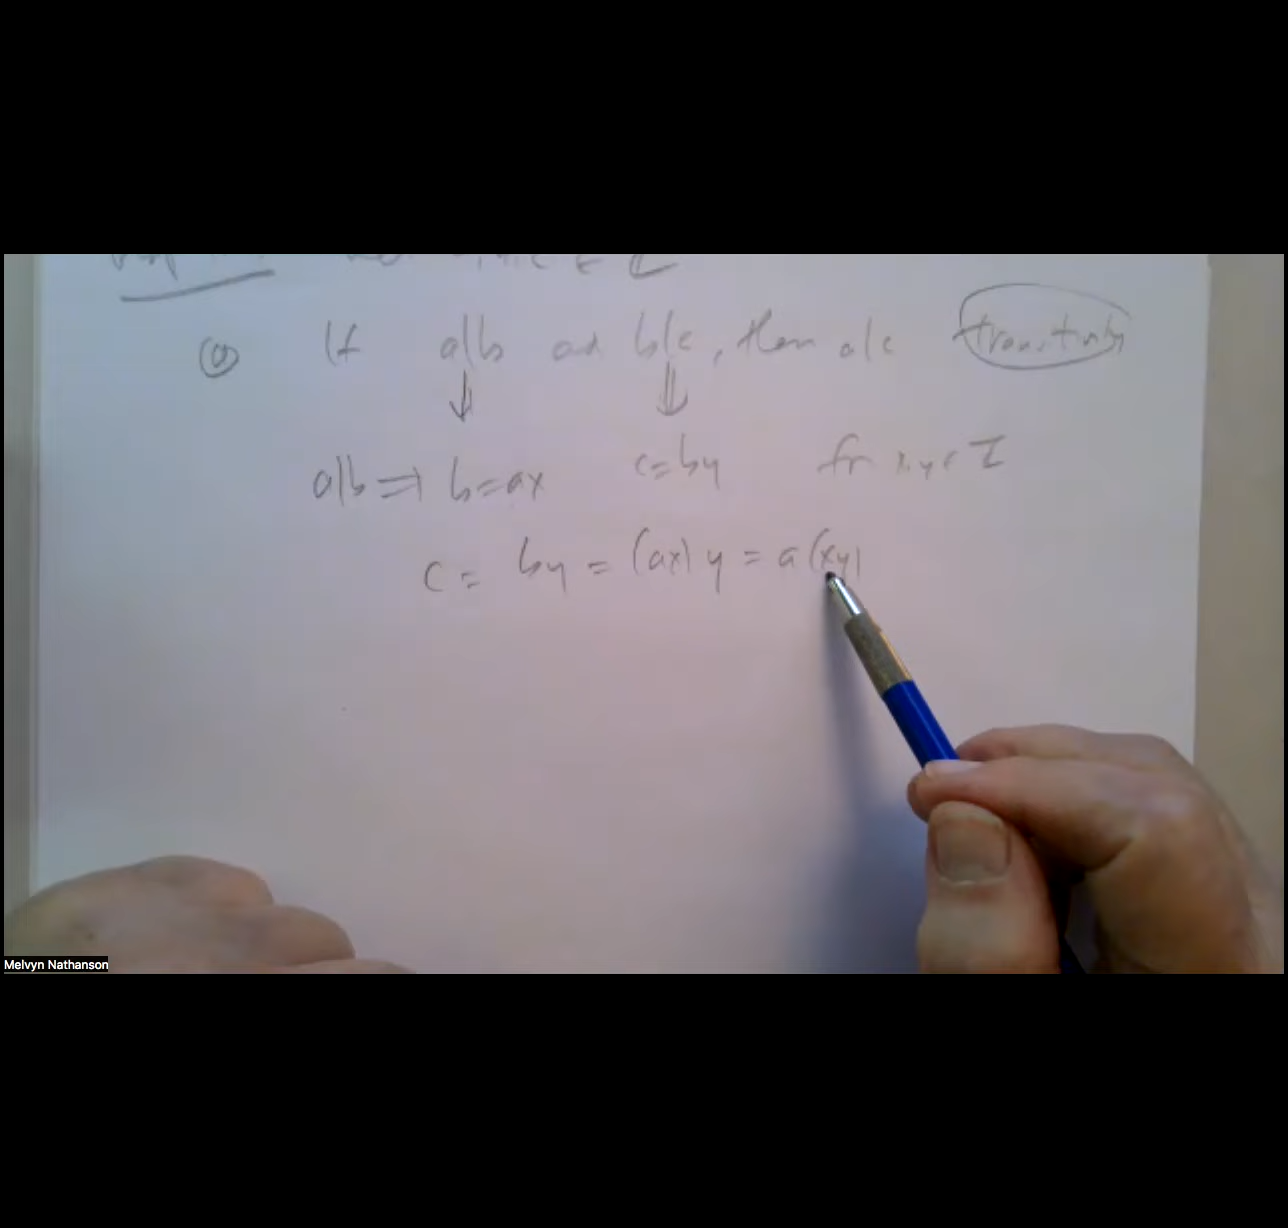 ∈ Z
(a) If a|b and b|c, then a|c transitivity
↓ ⇓
a|b ⇒ b=ax c=by for x,y ∈ Z
c = by = (ax) y = a (xy)
Melvyn Nathanson